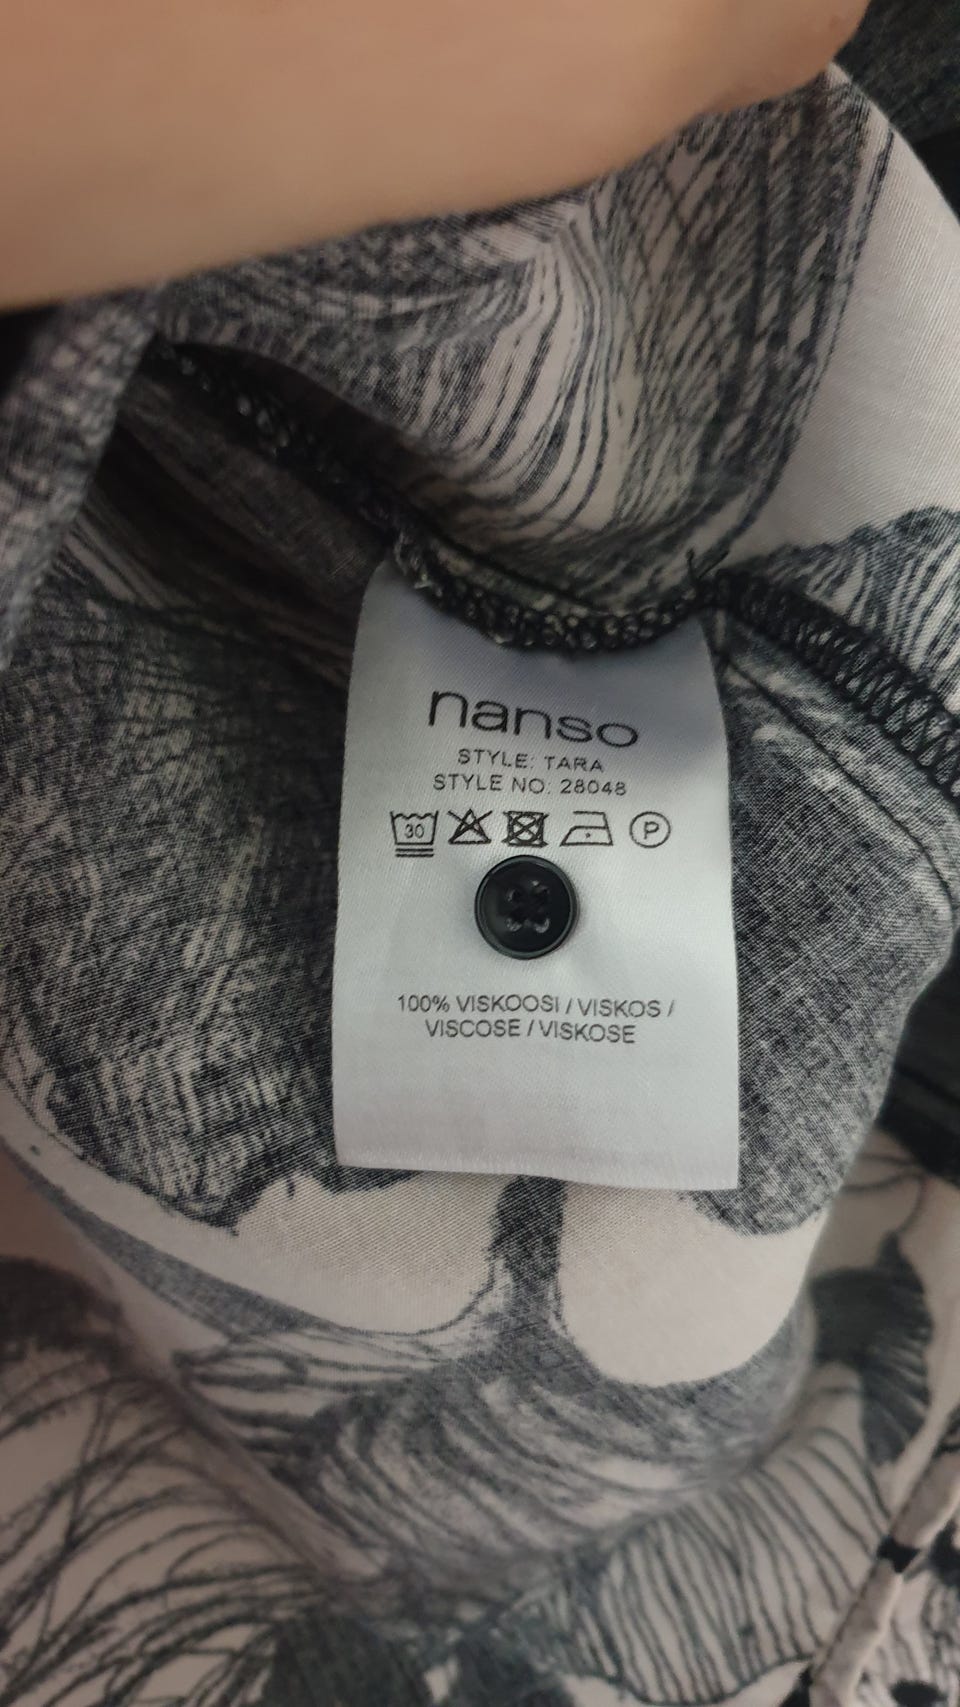 nanso
STYLE: TARA
STYLE NO: 28048
30 P
100% VISKOOSI / VISKOS /
VISCOSE / VISKOSE